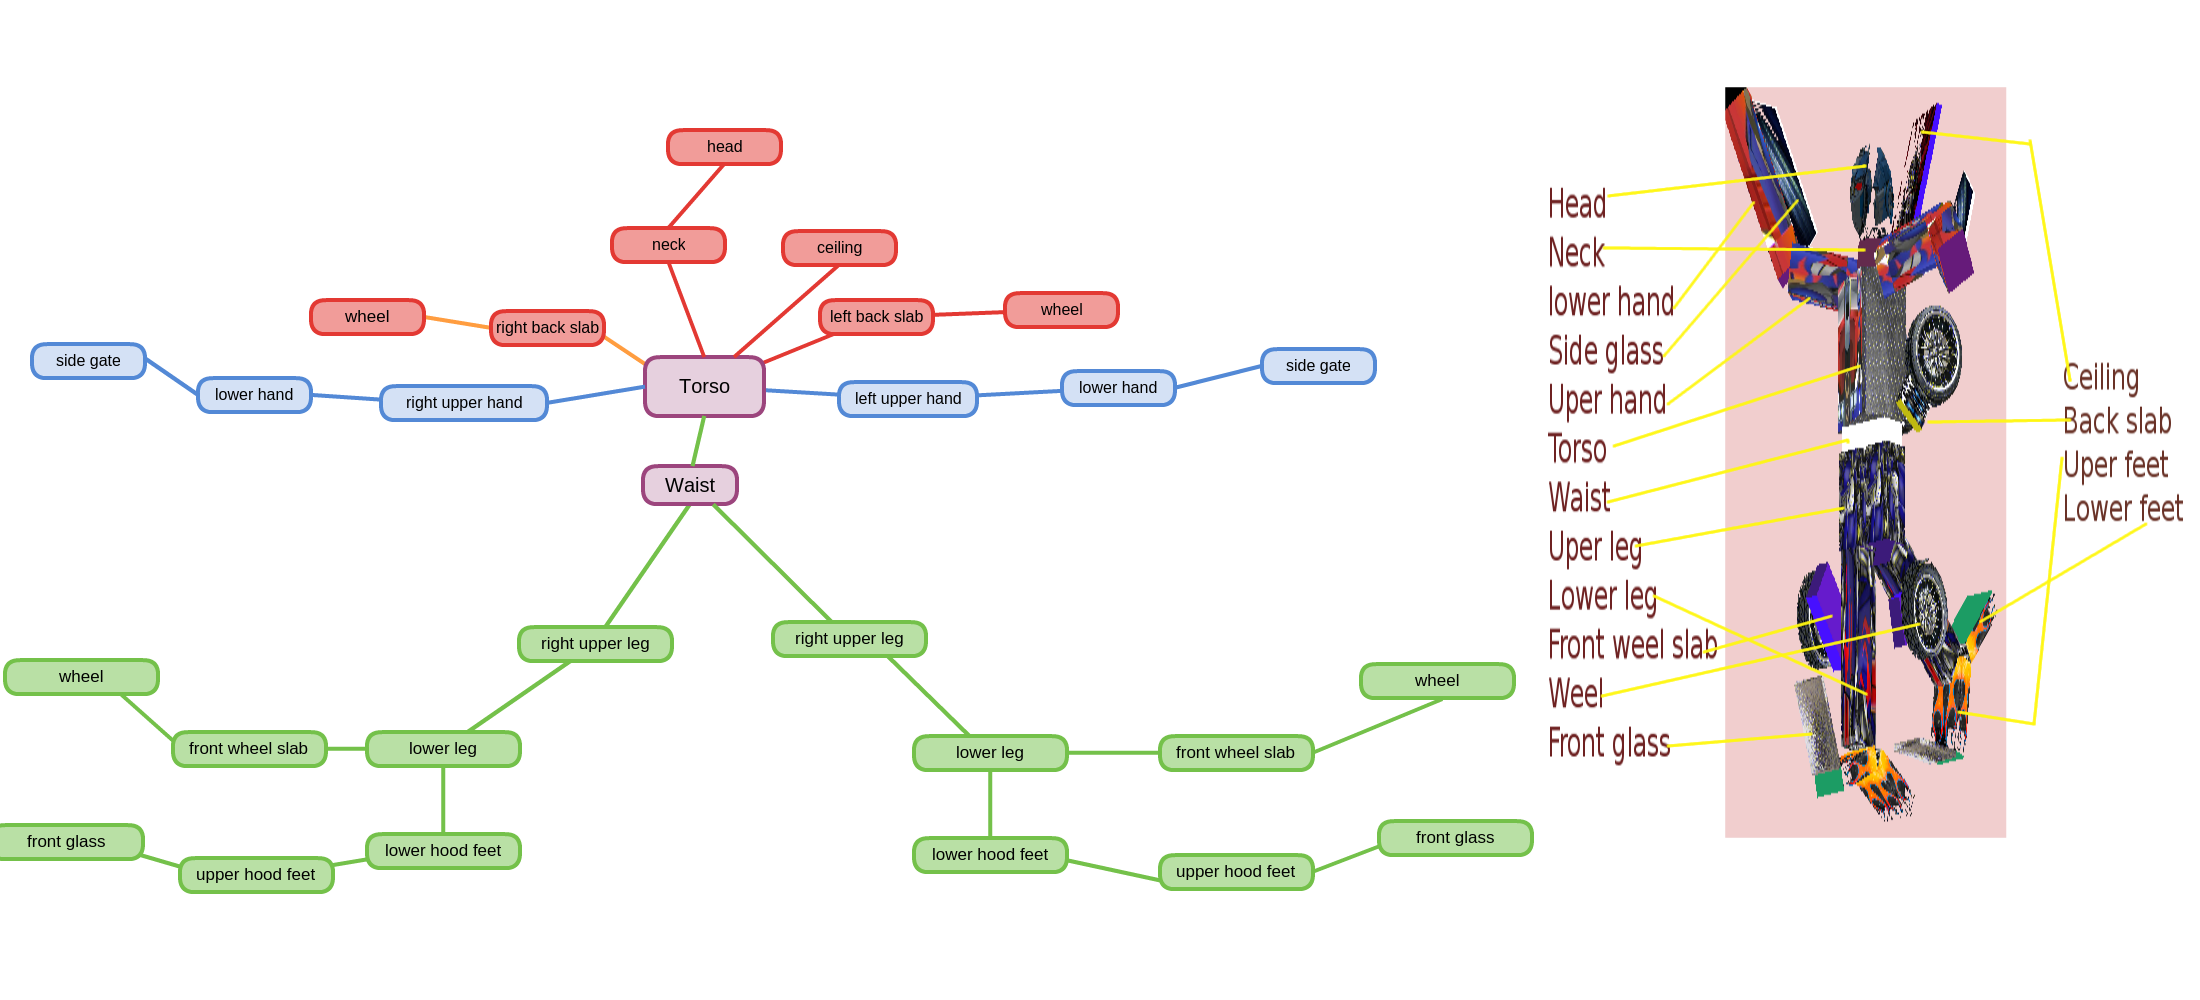 head
neck
ceiling
wheel
right back slab
left back slab
wheel
side gate
lower hand
right upper hand
Torso
left upper hand
lower hand
side gate
Waist
right upper leg
right upper leg
wheel
wheel
front wheel slab
lower leg
lower leg
front wheel slab
front glass
upper hood feet
lower hood feet
lower hood feet
upper hood feet
front glass
Head
Neck
lower hand
Side glass
Uper hand
Torso
Waist
Uper leg
Lower leg
Front weel slab
Weel
Front glass
Ceiling
Back slab
Uper feet
Lower feet